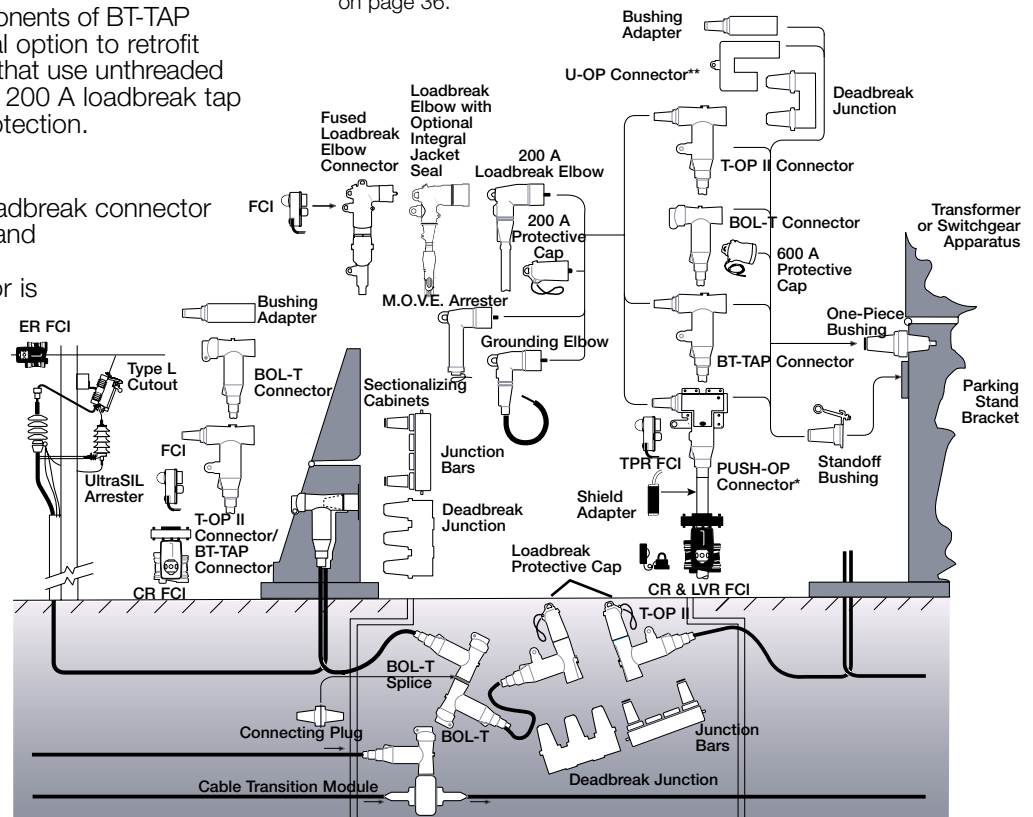 onents of BT-TAP
al option to retrofit
that use unthreaded
200 A loadbreak tap
otection.
adbreak connector
and
or is
on page 36.
Bushing
Adapter
U-OP Connector**
Deadbreak
Junction
Fused
Loadbreak
Elbow
Connector
Loadbreak
Elbow with
Optional
Integral
Jacket
Seal
200 A
Loadbreak Elbow
FCI
200 A
Protective
Cap
T-OP II Connector
BOL-T Connector
600 A
Protective
Cap
Transformer
or Switchgear
Apparatus
M.O.V.E. Arrester
Grounding Elbow
One-Piece
Bushing
BT-TAP Connector
Parking
Stand
Bracket
ER FCI
Type L
Cutout
UltraSIL
Arrester
Bushing
Adapter
BOL-T
Connector
FCI
T-OP II
Connector/
BT-TAP
Connector
CR FCI
Sectionalizing
Cabinets
Junction
Bars
Deadbreak
Junction
TPR FCI
PUSH-OP
Connector*
Standoff
Bushing
Shield
Adapter
Loadbreak
Protective Cap
CR & LVR FCI
T-OP II
BOL-T
Splice
Connecting Plug
BOL-T
Junction
Bars
Deadbreak Junction
Cable Transition Module